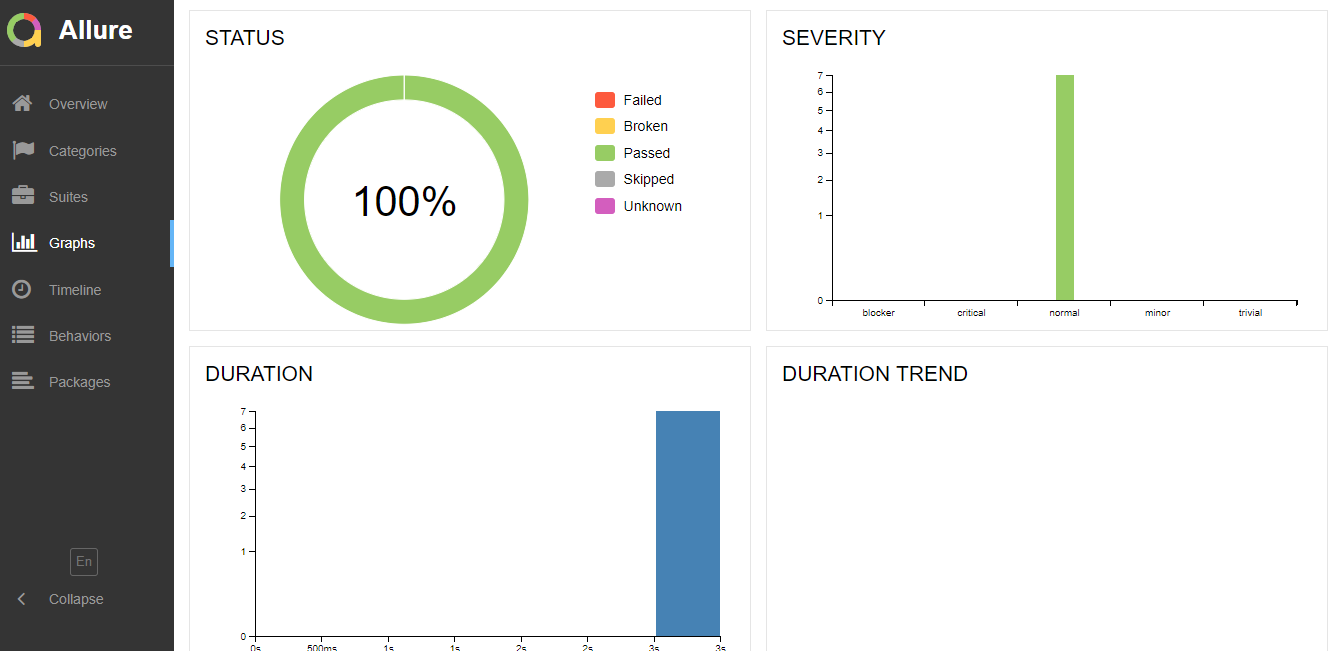 Allure
Overview
Categories
Suites
Graphs
Timeline
Behaviors
Packages
En
Collapse
STATUS
100%
Failed
Broken
Passed
Skipped
Unknown
SEVERITY
7
6
5
4
3
2
1
0
blocker critical normal minor trivial
DURATION
7
6
5
4
3
2
1
0
0s 500ms 1s 1s 2s 2s 3s 3s
DURATION TREND